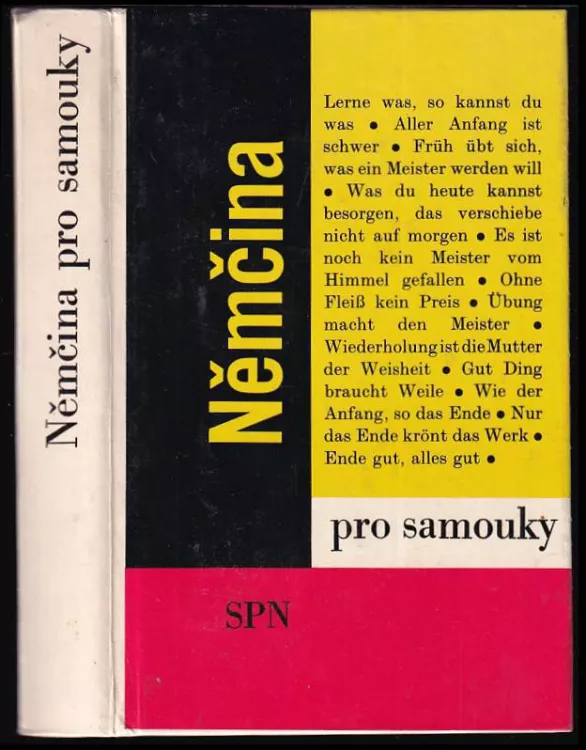 Němčina pro samouky
Němčina
Lerne was, so kannst du
was ● Aller Anfang ist
schwer ● Früh übt sich,
was ein Meister werden will
● Was du heute kannst
besorgen, das verschiebe
nicht auf morgen ● Es ist
noch kein Meister vom
Himmel gefallen ● Ohne
Fleiß kein Preis ● Übung
macht den Meister ●
Wiederholung ist die Mutter
der Weisheit ● Gut Ding
braucht Weile ● Wie der
Anfang, so das Ende ● Nur
das Ende krönt das Werk ●
Ende gut, alles gut ●
pro samouky
SPN